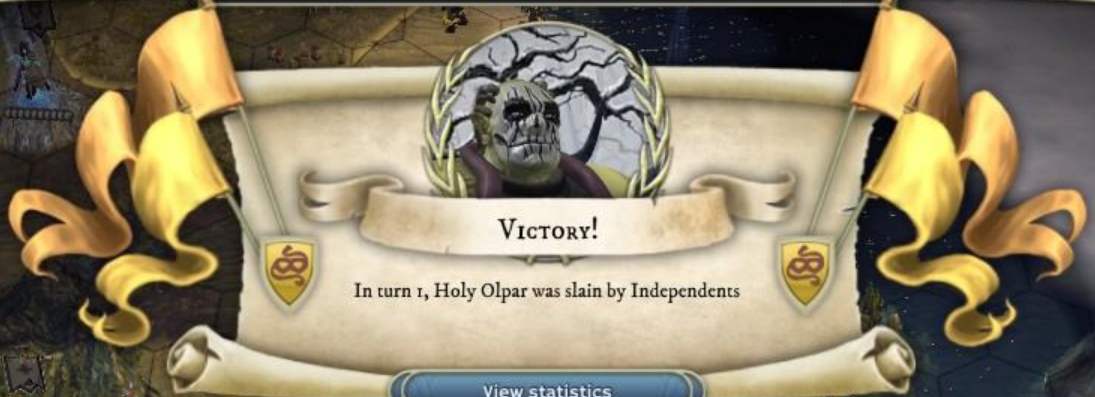 Victory!
In turn 1, Holy Olpar was slain by Independents
View statistics